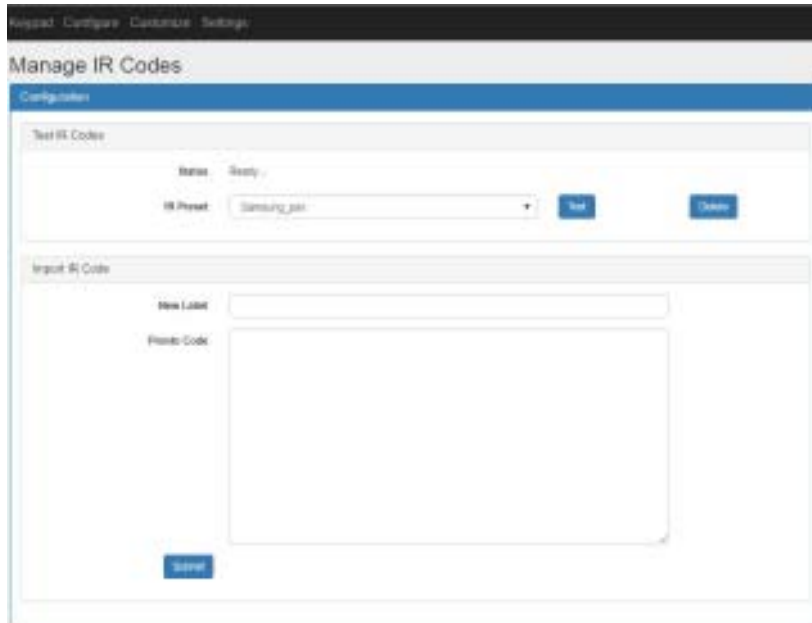 Keypad Configure Customize Settings
Manage IR Codes
Configuration
Test IR Codes
Status Ready...
IR Preset
Test Delete
Import IR Code
New Label
Pronto Code
Submit